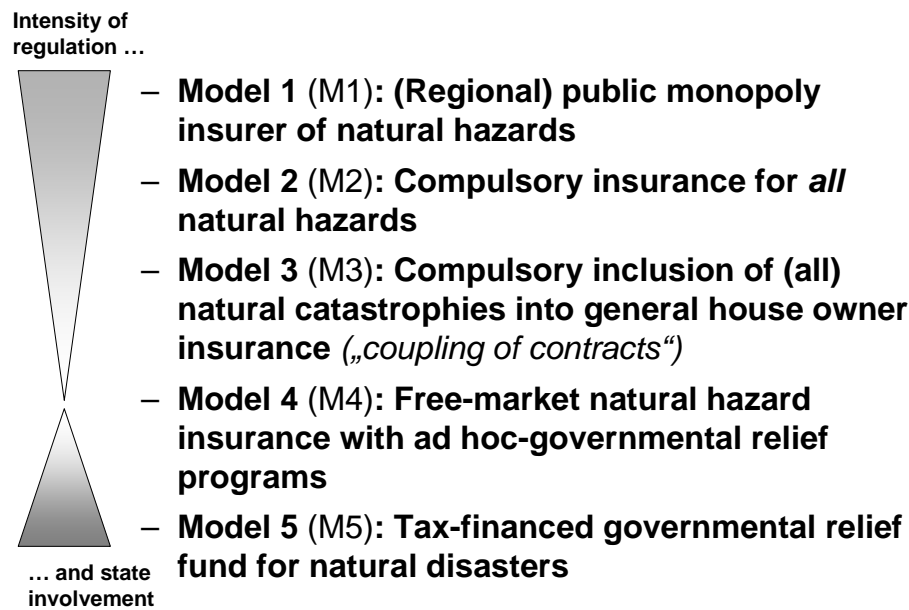 Intensity of
regulation …
– Model 1 (M1): (Regional) public monopoly
insurer of natural hazards
– Model 2 (M2): Compulsory insurance for all
natural hazards
– Model 3 (M3): Compulsory inclusion of (all)
natural catastrophies into general house owner
insurance („coupling of contracts“)
– Model 4 (M4): Free-market natural hazard
insurance with ad hoc-governmental relief
programs
– Model 5 (M5): Tax-financed governmental relief
fund for natural disasters
… and state
involvement